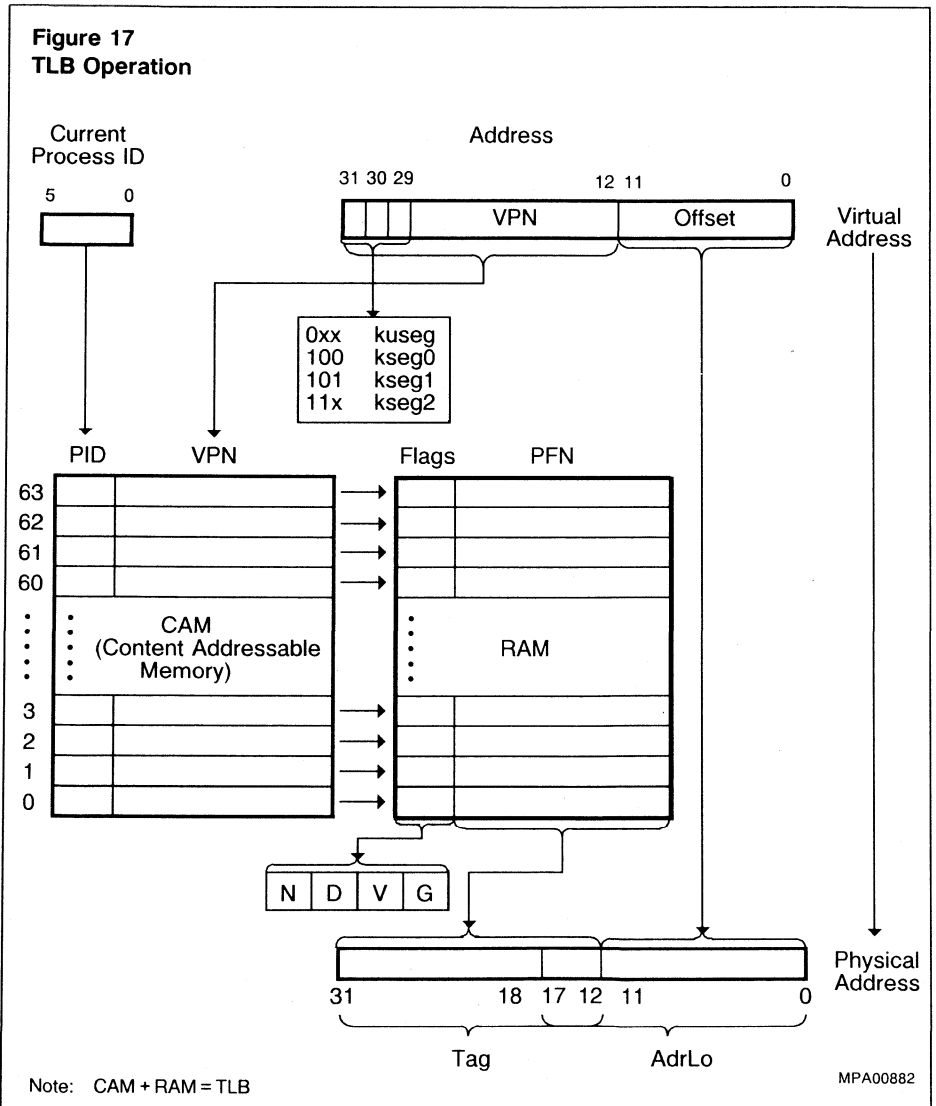 Figure 17
TLB Operation
Current
Process ID
Address
5 0
31 30 29 12 11 0
VPN Offset
Virtual
Address
0xx kuseg
100 kseg0
101 kseg1
11x kseg2
PID VPN Flags PFN
63
62
61
60
CAM
(Content Addressable
Memory)
RAM
3
2
1
0
N D V G
Physical
Address
31 18 17 12 11 0
Tag AdrLo
Note: CAM + RAM = TLB
MPA00882